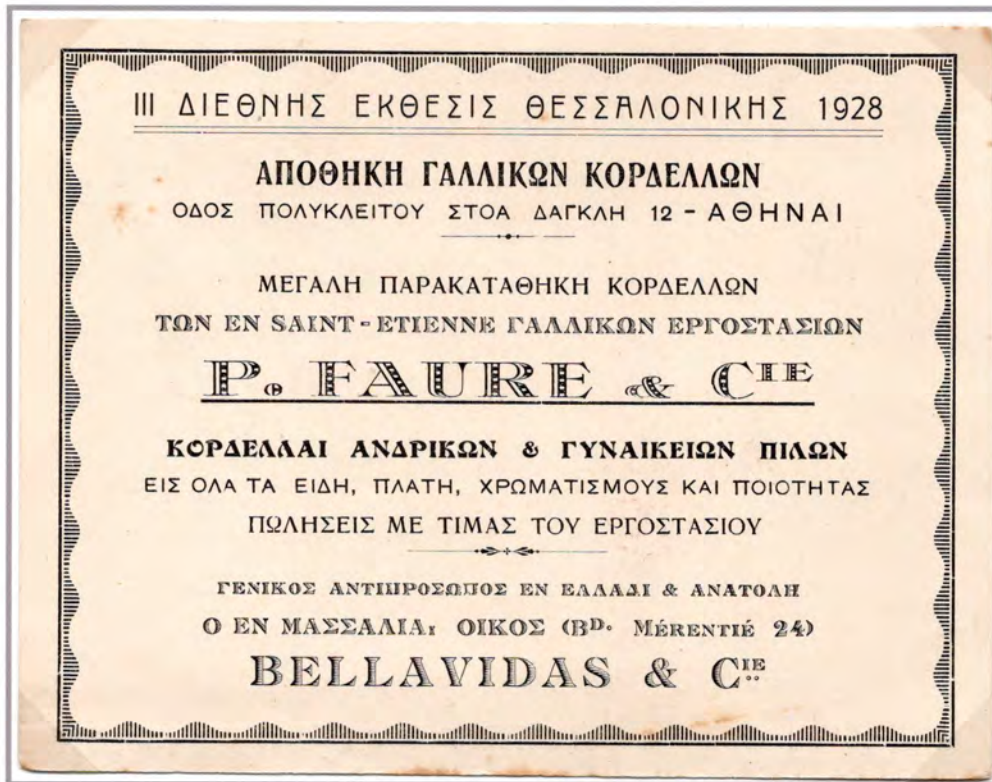 III ΔΙΕΘΝΗΣ ΕΚΘΕΣΙΣ ΘΕΣΣΑΛΟΝΙΚΗΣ 1928
ΑΠΟΘΗΚΗ ΓΑΛΛΙΚΩΝ ΚΟΡΔΕΛΛΩΝ
ΟΔΟΣ ΠΟΛΥΚΛΕΙΤΟΥ ΣΤΟΑ ΔΑΓΚΛΗ 12 - ΑΘΗΝΑΙ
ΜΕΓΑΛΗ ΠΑΡΑΚΑΤΑΘΗΚΗ ΚΟΡΔΕΛΛΩΝ
ΤΩΝ ΕΝ SAINT-ETIENNE ΓΑΛΛΙΚΩΝ ΕΡΓΟΣΤΑΣΙΩΝ
P. FAURE & CIE
ΚΟΡΔΕΛΛΑΙ ΑΝΔΡΙΚΩΝ & ΓΥΝΑΙΚΕΙΩΝ ΠΙΛΩΝ
ΕΙΣ ΟΛΑ ΤΑ ΕΙΔΗ, ΠΛΑΤΗ, ΧΡΩΜΑΤΙΣΜΟΥΣ ΚΑΙ ΠΟΙΟΤΗΤΑΣ
ΠΩΛΗΣΕΙΣ ΜΕ ΤΙΜΑΣ ΤΟΥ ΕΡΓΟΣΤΑΣΙΟΥ
ΓΕΝΙΚΟΣ ΑΝΤΙΠΡΟΣΩΠΟΣ ΕΝ ΕΛΛΑΔΙ & ΑΝΑΤΟΛΗ
Ο ΕΝ ΜΑΣΣΑΛΙΑ: ΟΙΚΟΣ (BD. MÉRENTIÉ 24)
BELLAVIDAS & CIE